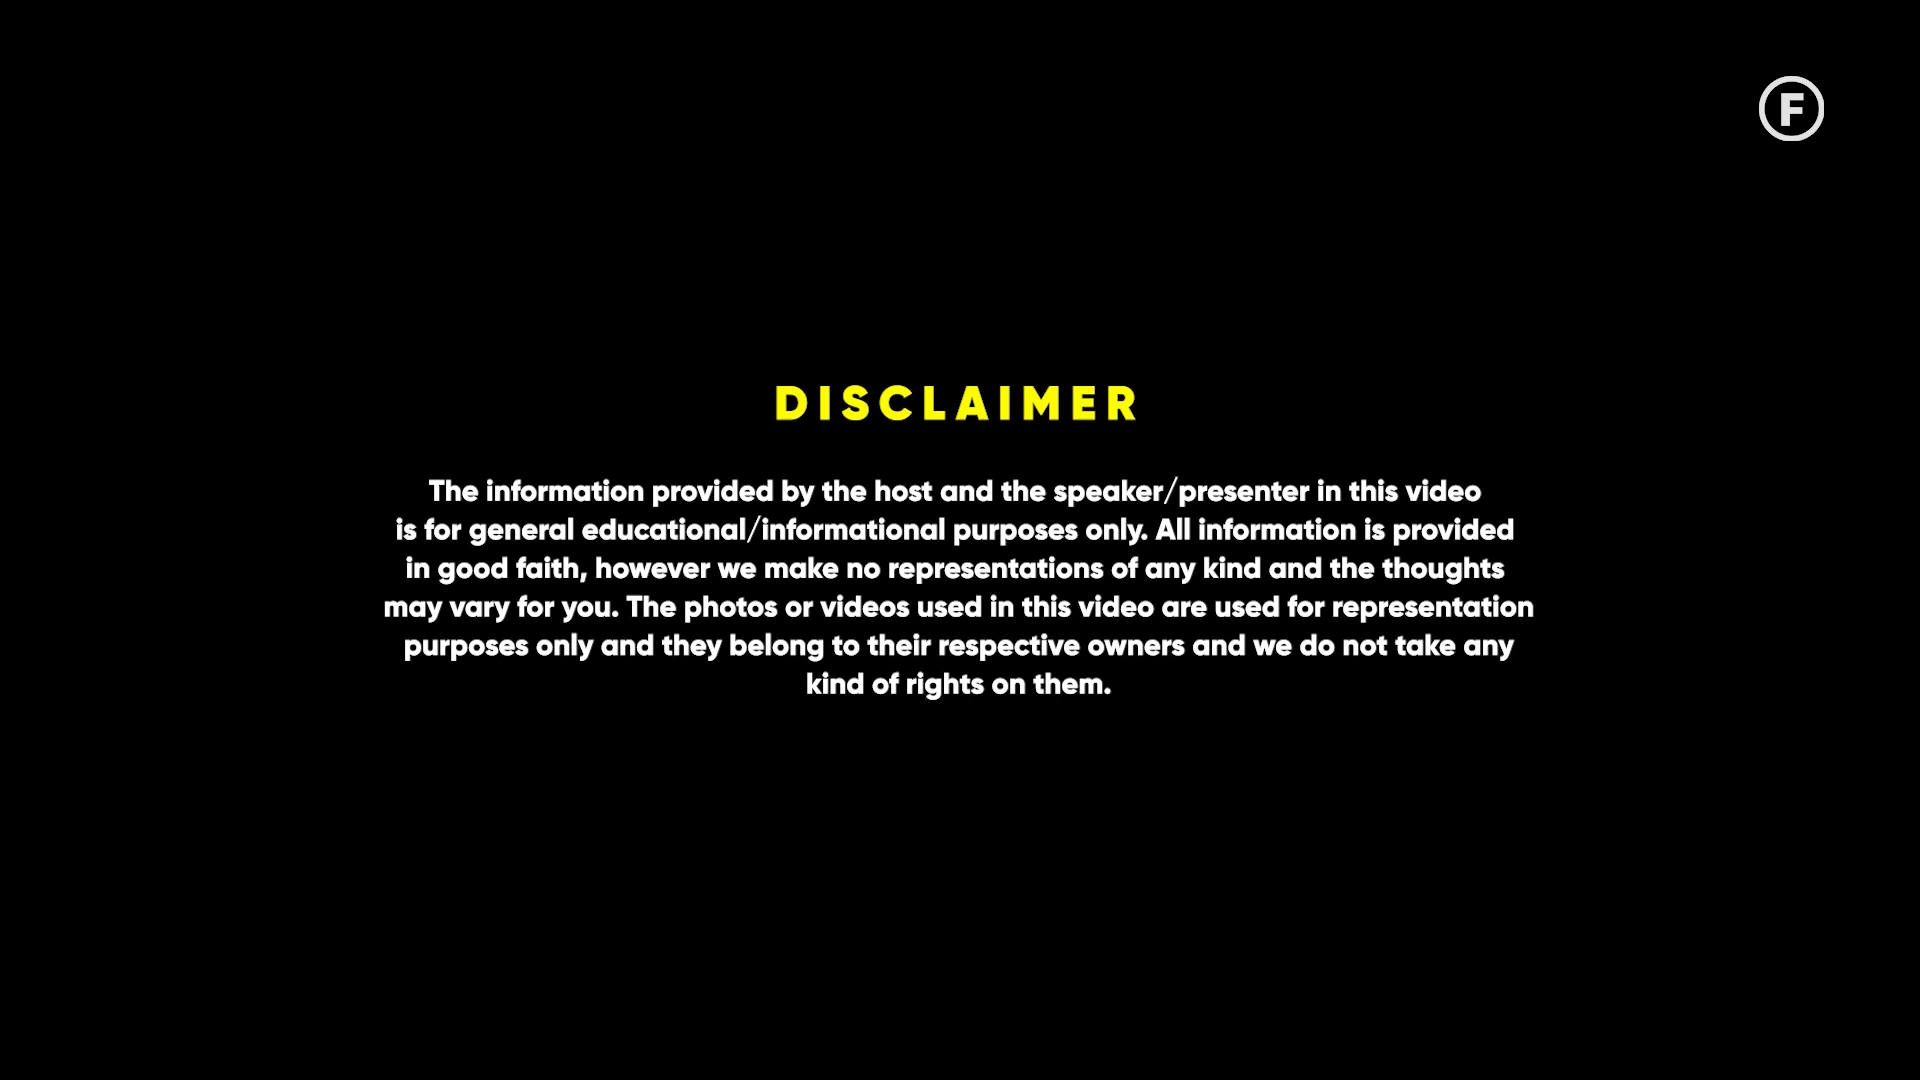 F
DISCLAIMER
The information provided by the host and the speaker/presenter in this video
is for general educational/informational purposes only. All information is provided
in good faith, however we make no representations of any kind and the thoughts
may vary for you. The photos or videos used in this video are used for representation
purposes only and they belong to their respective owners and we do not take any
kind of rights on them.